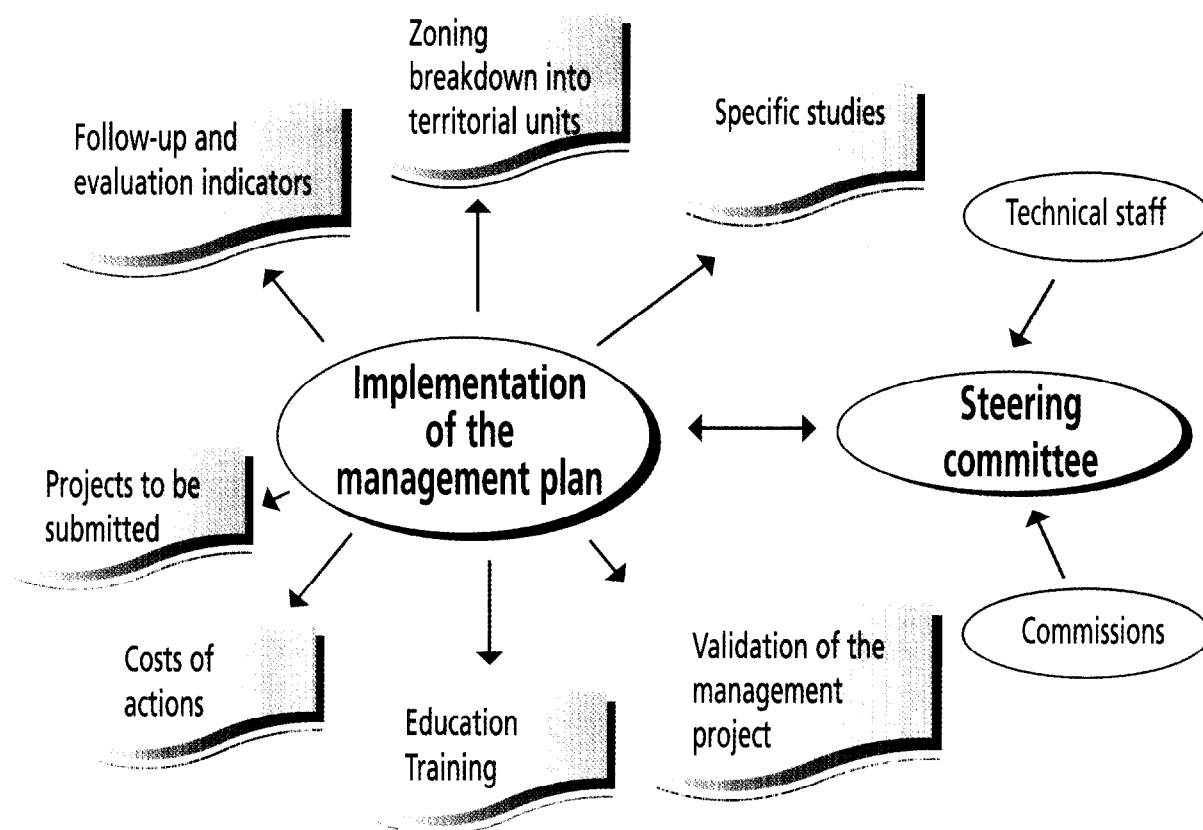 Zoning
breakdown into
territorial units
Specific studies
Follow-up and
evaluation indicators
Technical staff
Implementation
of the
management plan
Steering
committee
Projects to be
submitted
Costs of
actions
Education
Training
Validation of the
management
project
Commissions